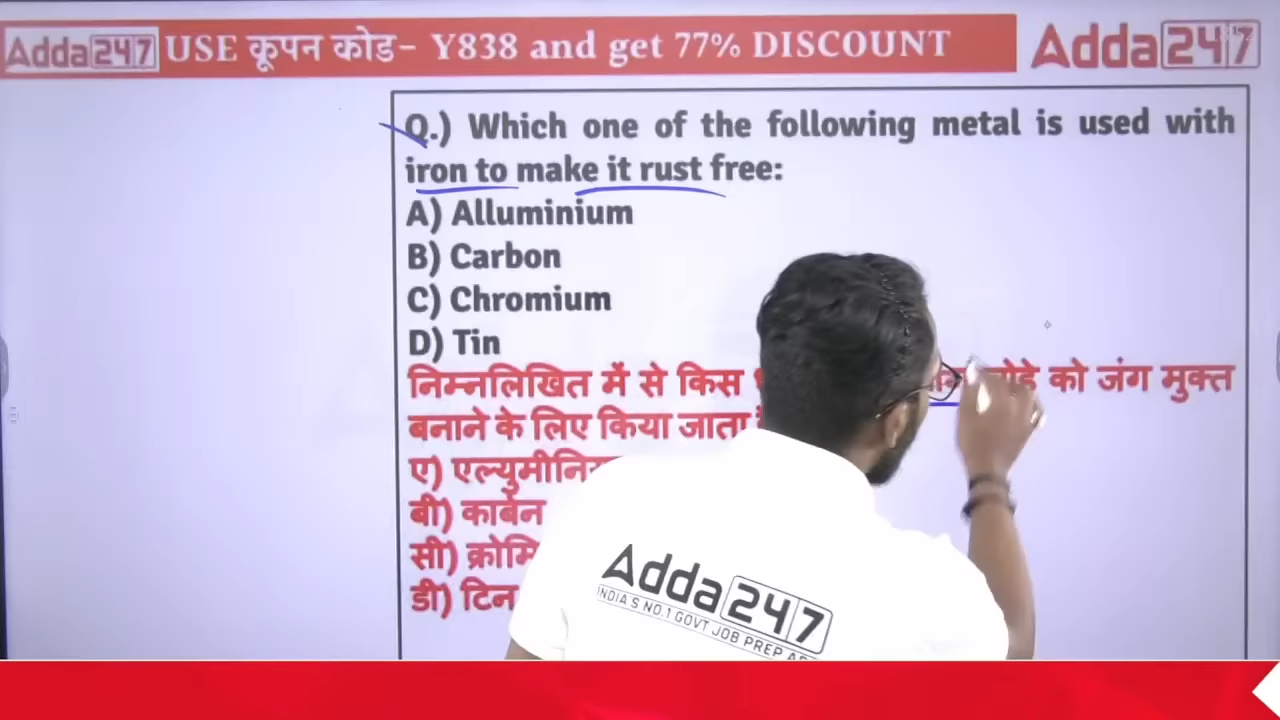 Adda247 USE कूपन कोड- Y838 and get 77% DISCOUNT Adda247
Q.) Which one of the following metal is used with
iron to make it rust free:
A) Alluminium
B) Carbon
C) Chromium
D) Tin
निम्नलिखित में से किस को जंग मुक्त
बनाने के लिए किया जाता
ए)
बी) कार्बन
सी)
डी) टिन
Adda247
INDIA'S NO.1 GOVT JOB PREP